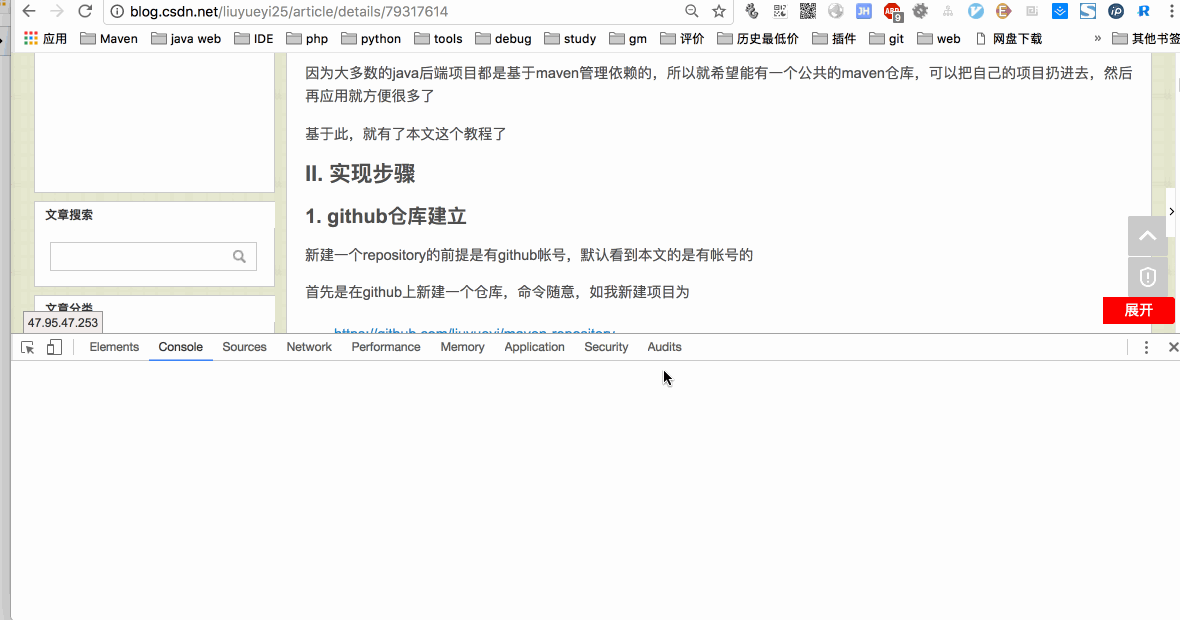 blog.csdn.net/liuyueyi25/article/details/79317614
JH
ABP
9
E
S
iP
R
应用 Maven java web IDE php python tools debug study gm 评价 历史最低价 插件 git web 网盘下载 » 其他书签
因为大多数的java后端项目都是基于maven管理依赖的，所以就希望能有一个公共的maven仓库，可以把自己的项目扔进去，然后
再应用就方便很多了
基于此，就有了本文这个教程了
II. 实现步骤
1. github仓库建立
文章搜索
新建一个repository的前提是有github帐号，默认看到本文的是有帐号的
首先是在github上新建一个仓库，命令随意，如我新建项目为
文章分类
展开
47.95.47.253
https://github.com/liuyueyi/maven-repository
Elements Console Sources Network Performance Memory Application Security Audits